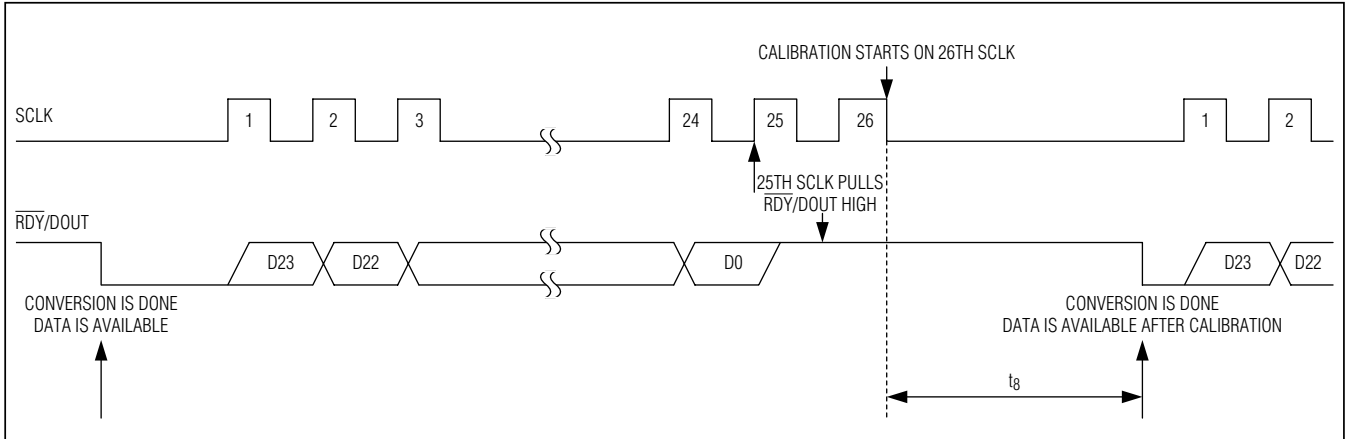 CALIBRATION STARTS ON 26TH SCLK
SCLK
1 2 3 24 25 26 1 2
25TH SCLK PULLS
RDY/DOUT HIGH
RDY/DOUT
D23 D22 D0 D23 D22
CONVERSION IS DONE
DATA IS AVAILABLE
CONVERSION IS DONE
DATA IS AVAILABLE AFTER CALIBRATION
t8